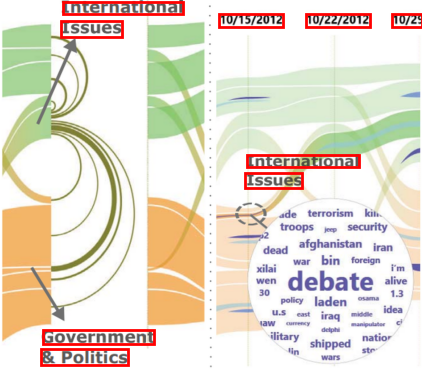 International
Issues
Government
& Politics
10/15/2012 10/22/2012 10/29
International
Issues
ade terrorism kin
troops jeep security
62
dead afghanistan iran
war bin foreign
xilai i'm
wen debate alive
30 1.3
policy laden osama
u.s east iraq middle idea
law currency delphi manipulator
ilitary nation
lin shipped sto
wars